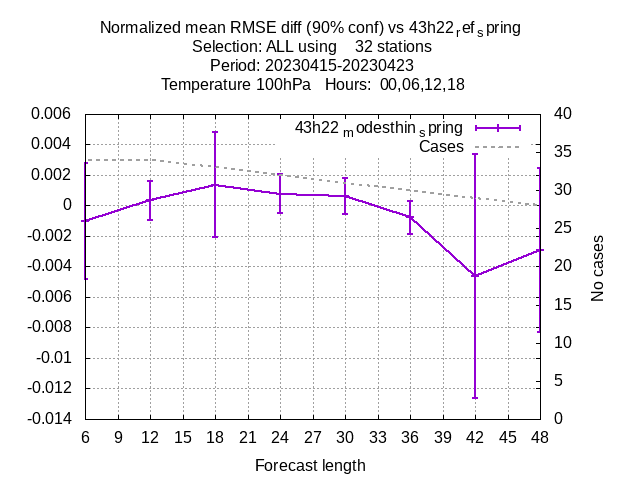 Normalized mean RMSE diff (90% conf) vs 43h22refspring
Selection: ALL using 32 stations
Period: 20230415-20230423
Temperature 100hPa Hours: 00,06,12,18
43h22modesthinspring
Cases
0.006
0.004
0.002
0
-0.002
-0.004
-0.006
-0.008
-0.01
-0.012
-0.014
40
35
30
25
20
15
10
5
0
No cases
6 9 12 15 18 21 24 27 30 33 36 39 42 45 48
Forecast length